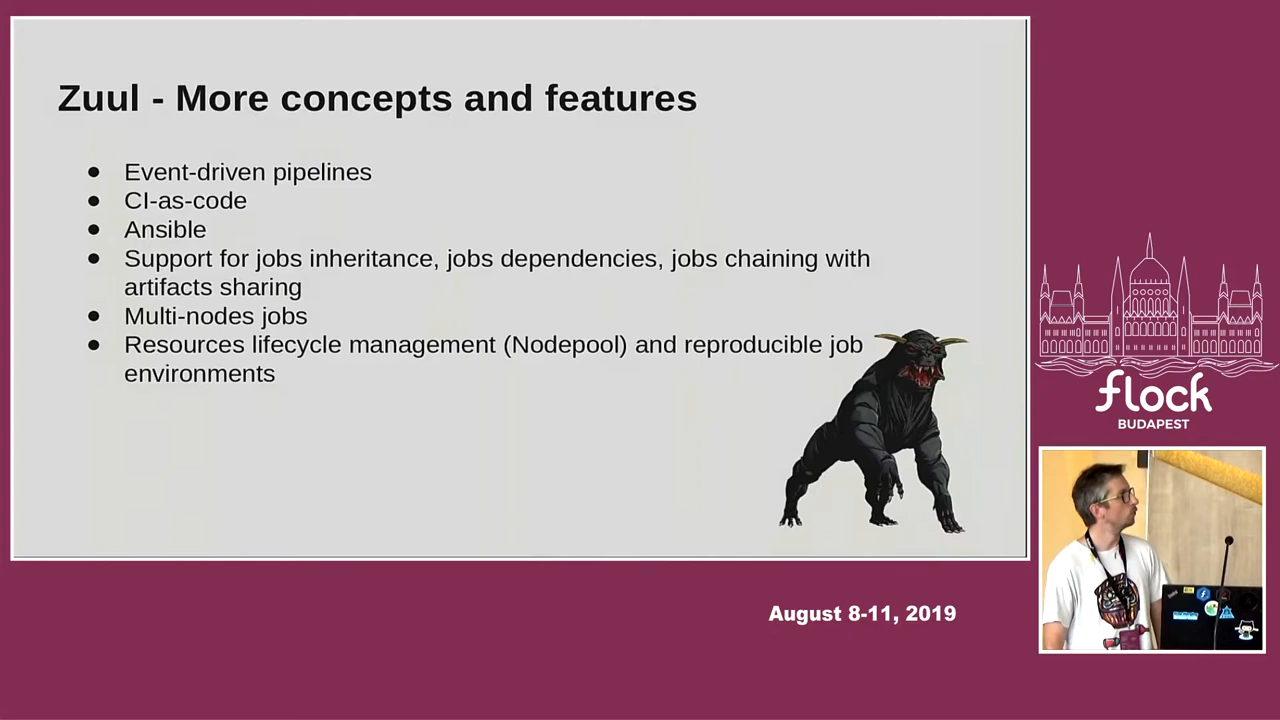 Zuul - More concepts and features
● Event-driven pipelines
● CI-as-code
● Ansible
● Support for jobs inheritance, jobs dependencies, jobs chaining with
artifacts sharing
● Multi-nodes jobs
● Resources lifecycle management (Nodepool) and reproducible job
environments
flock
BUDAPEST
August 8-11, 2019